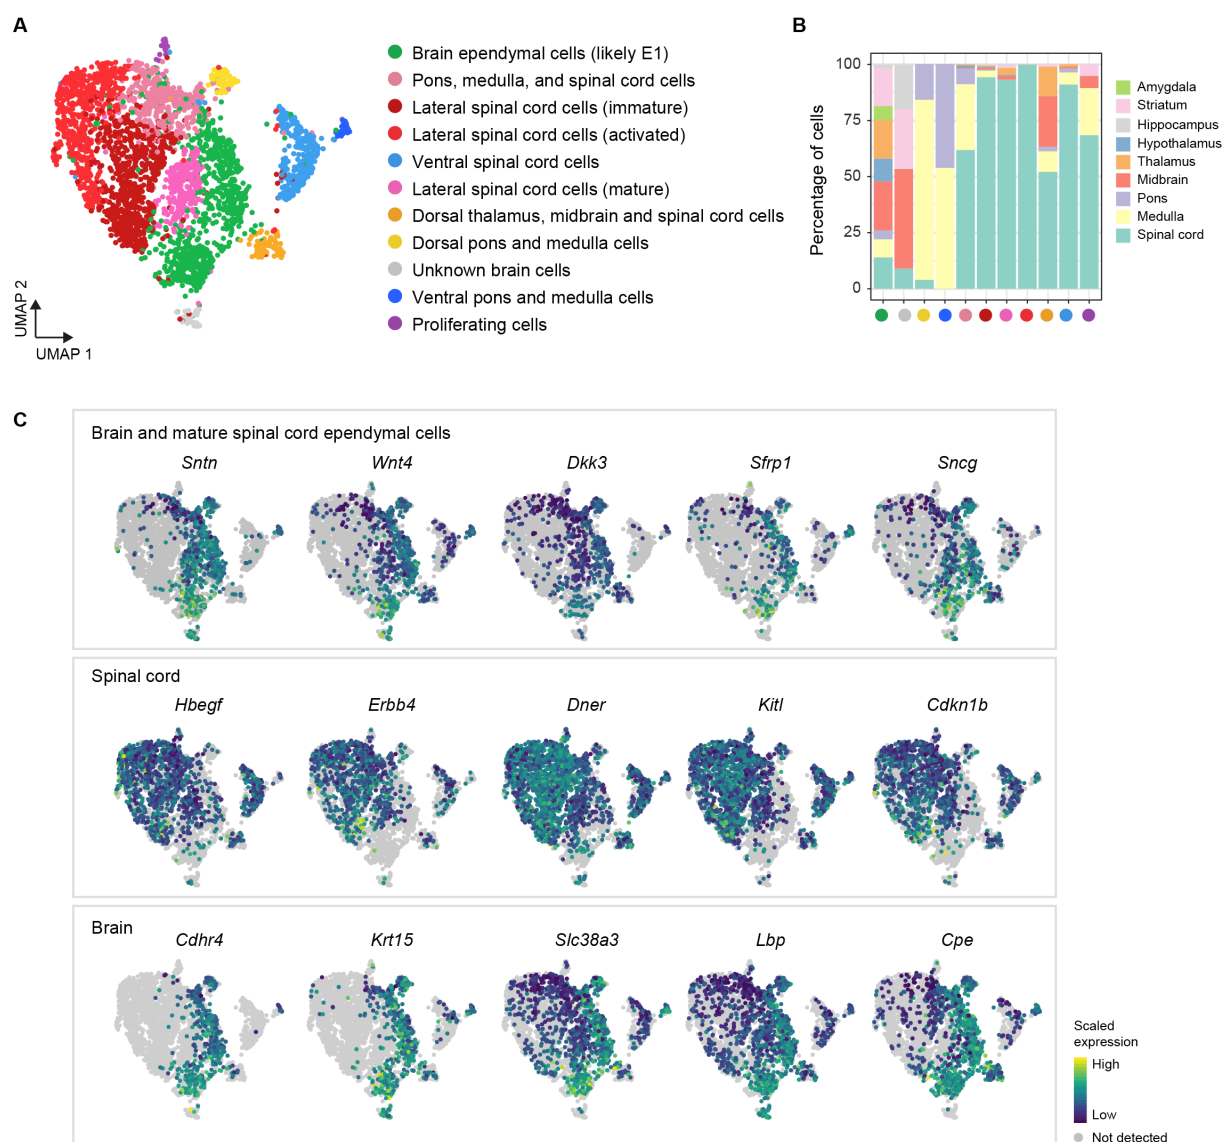 A
Brain ependymal cells (likely E1)
Pons, medulla, and spinal cord cells
Lateral spinal cord cells (immature)
Lateral spinal cord cells (activated)
Ventral spinal cord cells
Lateral spinal cord cells (mature)
Dorsal thalamus, midbrain and spinal cord cells
Dorsal pons and medulla cells
Unknown brain cells
Ventral pons and medulla cells
Proliferating cells
UMAP 2
UMAP 1
B
Percentage of cells
100
75
50
25
0
Amygdala
Striatum
Hippocampus
Hypothalamus
Thalamus
Midbrain
Pons
Medulla
Spinal cord
C
Brain and mature spinal cord ependymal cells
Sntn Wnt4 Dkk3 Sfrp1 Sncg
Spinal cord
Hbegf Erbb4 Dner Kitl Cdkn1b
Brain
Cdhr4 Krt15 Slc38a3 Lbp Cpe
Scaled
expression
High
Low
Not detected